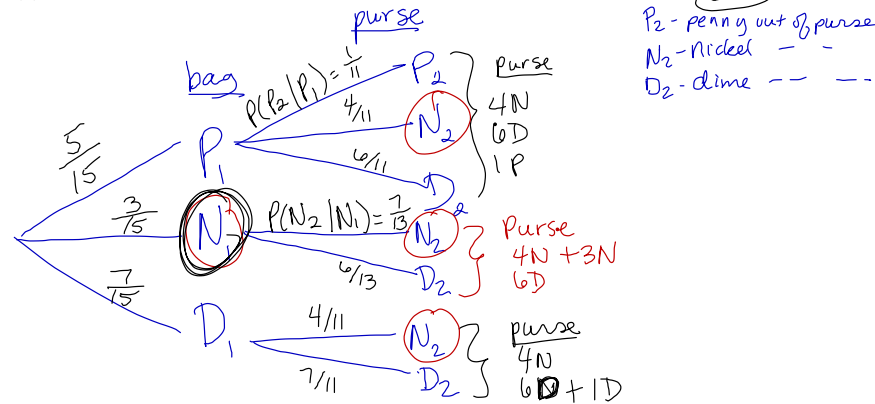 purse
bag
P₂ - penny out of purse
N₂ - nickel — -
D₂ - dime -- --
5/15
P₁
P(P₂|P₁) = 1/11
P₂
4/11
N₂
6/11
D₂
purse
4N
6D
1P
3/15
N₁
P(N₂|N₁) = 7/13
N₂
6/13
D₂
Purse
4N + 3N
6D
7/15
D₁
4/11
N₂
7/11
D₂
purse
4N
6D + 1D